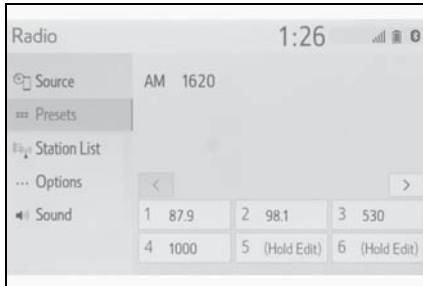 Radio 1:26
Source
AM 1620
Presets
Station List
Options
Sound
< >
1 87.9 2 98.1 3 530
4 1000 5 (Hold Edit) 6 (Hold Edit)